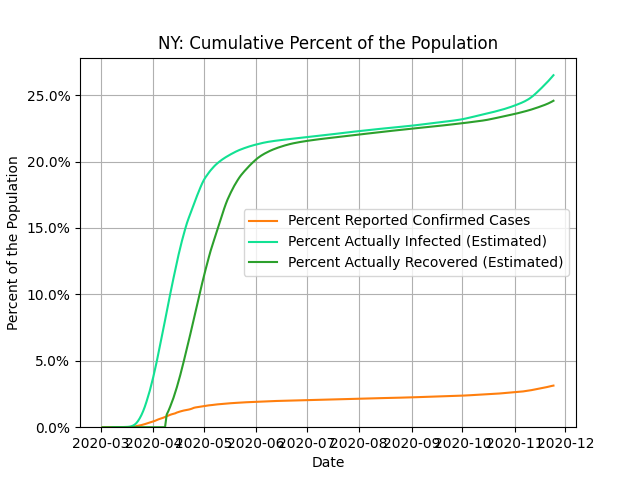 NY: Cumulative Percent of the Population
25.0%
20.0%
15.0%
10.0%
5.0%
0.0%
Percent of the Population
Percent Reported Confirmed Cases
Percent Actually Infected (Estimated)
Percent Actually Recovered (Estimated)
2020-03 2020-04 2020-05 2020-06 2020-07 2020-08 2020-09 2020-10 2020-11 2020-12
Date